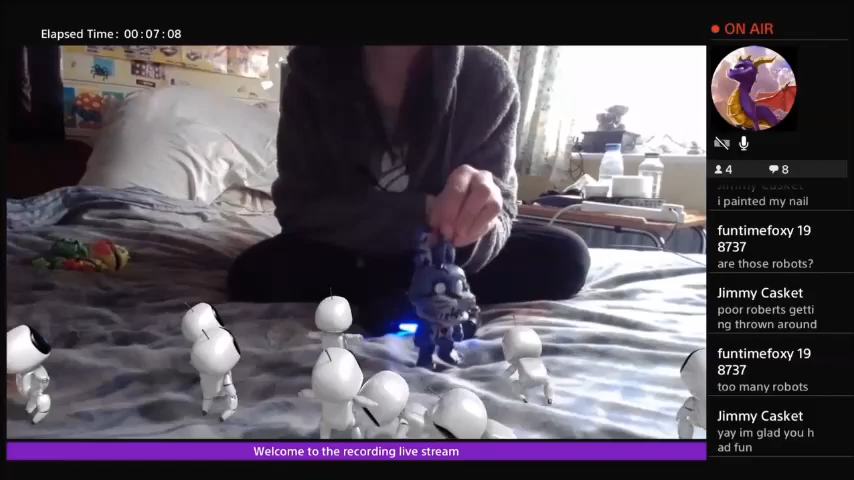 Elapsed Time: 00:07:08
ON AIR
4
8
Jimmy Casket
i painted my nail
funtimefoxy 19
8737
are those robots?
Jimmy Casket
poor roberts getti
ng thrown around
funtimefoxy 19
8737
too many robots
Jimmy Casket
yay im glad you h
ad fun
Welcome to the recording live stream